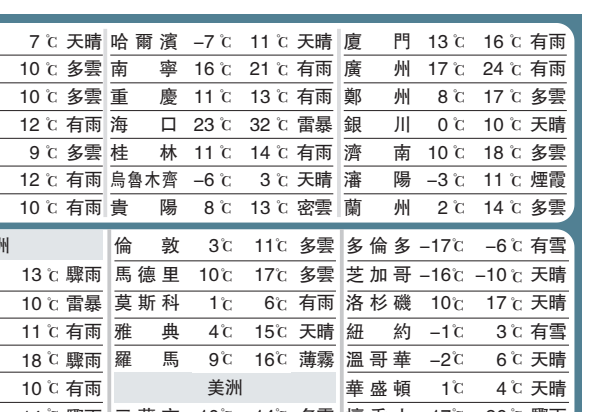 7℃ 天晴 哈爾濱 –7℃ 11℃ 天晴 廈門 13℃ 16℃ 有雨
10℃ 多雲 南寧 16℃ 21℃ 有雨 廣州 17℃ 24℃ 有雨
10℃ 多雲 重慶 11℃ 13℃ 有雨 鄭州 8℃ 17℃ 多雲
12℃ 有雨 海口 23℃ 32℃ 雷暴 銀川 0℃ 10℃ 天晴
9℃ 多雲 桂林 11℃ 14℃ 有雨 濟南 10℃ 18℃ 多雲
12℃ 有雨 烏魯木齊 –6℃ 3℃ 天晴 瀋陽 –3℃ 11℃ 煙霞
10℃ 有雨 貴陽 8℃ 13℃ 密雲 蘭州 2℃ 14℃ 多雲
洲 倫敦 3℃ 11℃ 多雲 多倫多 –17℃ –6℃ 有雪
13℃ 驟雨 馬德里 10℃ 17℃ 多雲 芝加哥 –16℃ –10℃ 天晴
10℃ 雷暴 莫斯科 1℃ 6℃ 有雨 洛杉磯 10℃ 17℃ 天晴
11℃ 有雨 雅典 4℃ 15℃ 天晴 紐約 –1℃ 3℃ 有雪
18℃ 驟雨 羅馬 9℃ 16℃ 薄霧 溫哥華 –2℃ 6℃ 天晴
10℃ 有雨 美洲 華盛頓 1℃ 4℃ 天晴